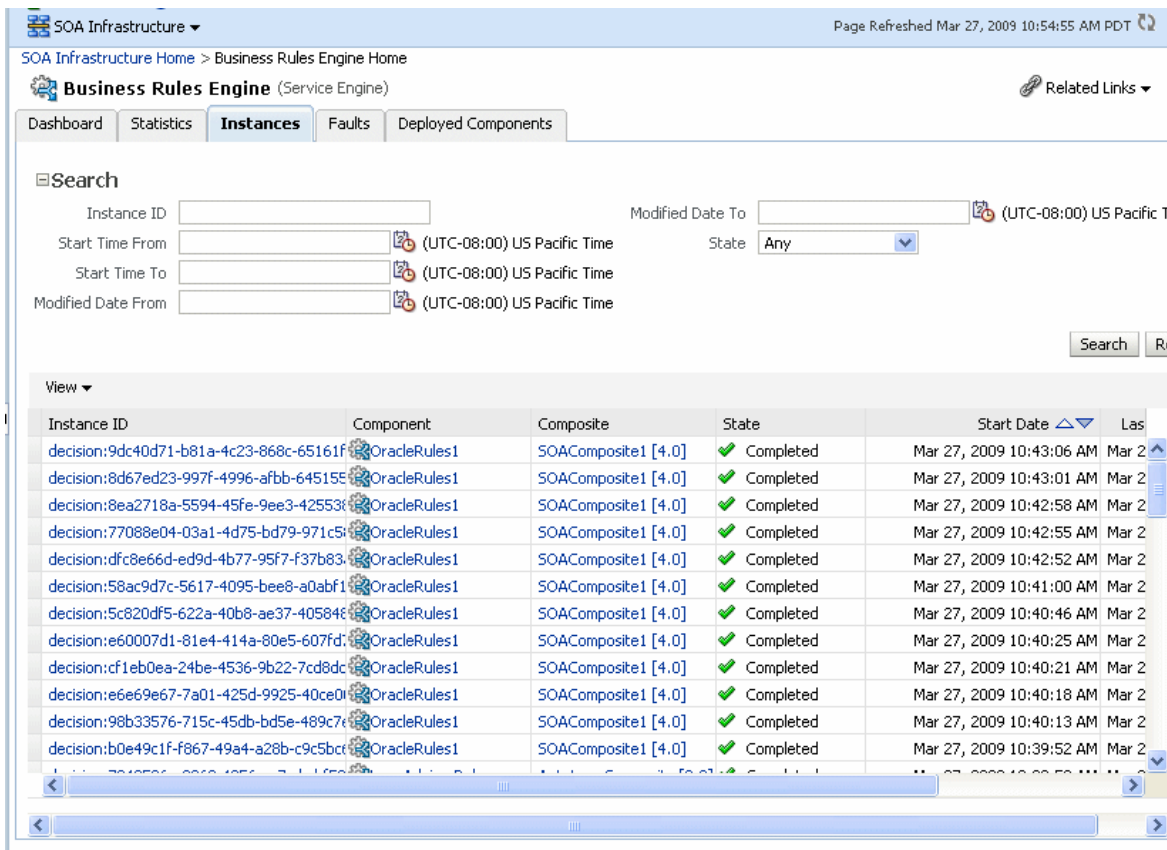 SOA Infrastructure Page Refreshed Mar 27, 2009 10:54:55 AM PDT
SOA Infrastructure Home > Business Rules Engine Home
Business Rules Engine (Service Engine) Related Links
Dashboard Statistics Instances Faults Deployed Components
Search
Instance ID Modified Date To (UTC-08:00) US Pacific
Start Time From (UTC-08:00) US Pacific Time State Any
Start Time To (UTC-08:00) US Pacific Time
Modified Date From (UTC-08:00) US Pacific Time
Search
View
Instance ID Component Composite State Start Date Las
decision:9dc40d71-b81a-4c23-868c-65161f OracleRules1 SOAComposite1 [4.0] Completed Mar 27, 2009 10:43:06 AM Mar 2
decision:8d67ed23-997f-4996-afbb-645155 OracleRules1 SOAComposite1 [4.0] Completed Mar 27, 2009 10:43:01 AM Mar 2
decision:8ea2718a-5594-45fe-9ee3-42553 OracleRules1 SOAComposite1 [4.0] Completed Mar 27, 2009 10:42:58 AM Mar 2
decision:77088e04-03a1-4d75-bd79-971c5 OracleRules1 SOAComposite1 [4.0] Completed Mar 27, 2009 10:42:55 AM Mar 2
decision:dfc8e66d-ed9d-4b77-95f7-f37b83 OracleRules1 SOAComposite1 [4.0] Completed Mar 27, 2009 10:42:52 AM Mar 2
decision:58ac9d7c-5617-4095-bee8-a0abf1 OracleRules1 SOAComposite1 [4.0] Completed Mar 27, 2009 10:41:00 AM Mar 2
decision:5c820df5-622a-40b8-ae37-405848 OracleRules1 SOAComposite1 [4.0] Completed Mar 27, 2009 10:40:46 AM Mar 2
decision:e60007d1-81e4-414a-80e5-607fd OracleRules1 SOAComposite1 [4.0] Completed Mar 27, 2009 10:40:25 AM Mar 2
decision:cf1eb0ea-24be-4536-9b22-7cd8dc OracleRules1 SOAComposite1 [4.0] Completed Mar 27, 2009 10:40:21 AM Mar 2
decision:e6e69e67-7a01-425d-9925-40ce0 OracleRules1 SOAComposite1 [4.0] Completed Mar 27, 2009 10:40:18 AM Mar 2
decision:98b33576-715c-45db-bd5e-489c7 OracleRules1 SOAComposite1 [4.0] Completed Mar 27, 2009 10:40:13 AM Mar 2
decision:b0e49c1f-f867-49a4-a28b-c9c5bc OracleRules1 SOAComposite1 [4.0] Completed Mar 27, 2009 10:39:52 AM Mar 2